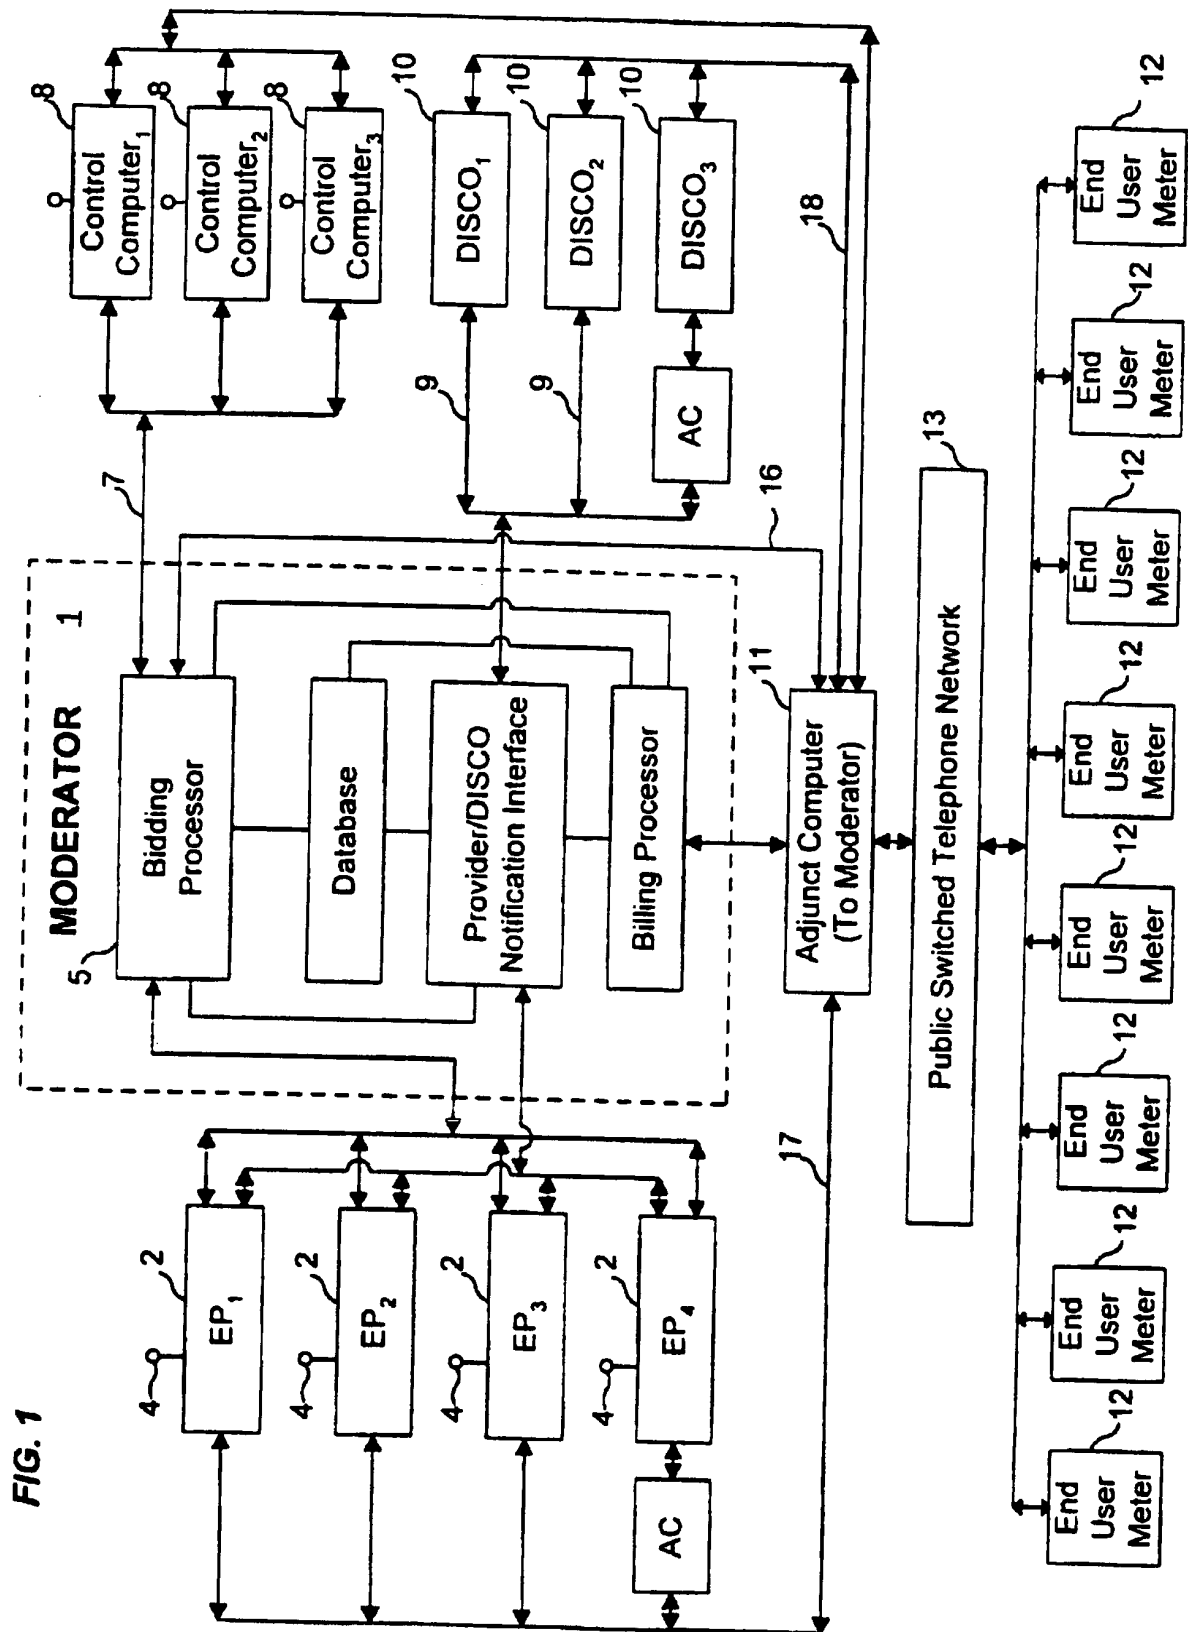 FIG. 1
MODERATOR
1
5
Bidding
Processor
Database
Provider/DISCO
Notification Interface
Billing Processor
2
4
EP1
2
4
EP2
2
4
EP3
2
4
EP4
AC
7
8
Control
Computer1
8
Control
Computer2
8
Control
Computer3
9
9
10
DISCO1
10
DISCO2
10
DISCO3
AC
16
17
18
11
Adjunct Computer
(To Moderator)
13
Public Switched Telephone Network
12
End
User
Meter
12
End
User
Meter
12
End
User
Meter
12
End
User
Meter
12
End
User
Meter
12
End
User
Meter
12
End
User
Meter
12
End
User
Meter